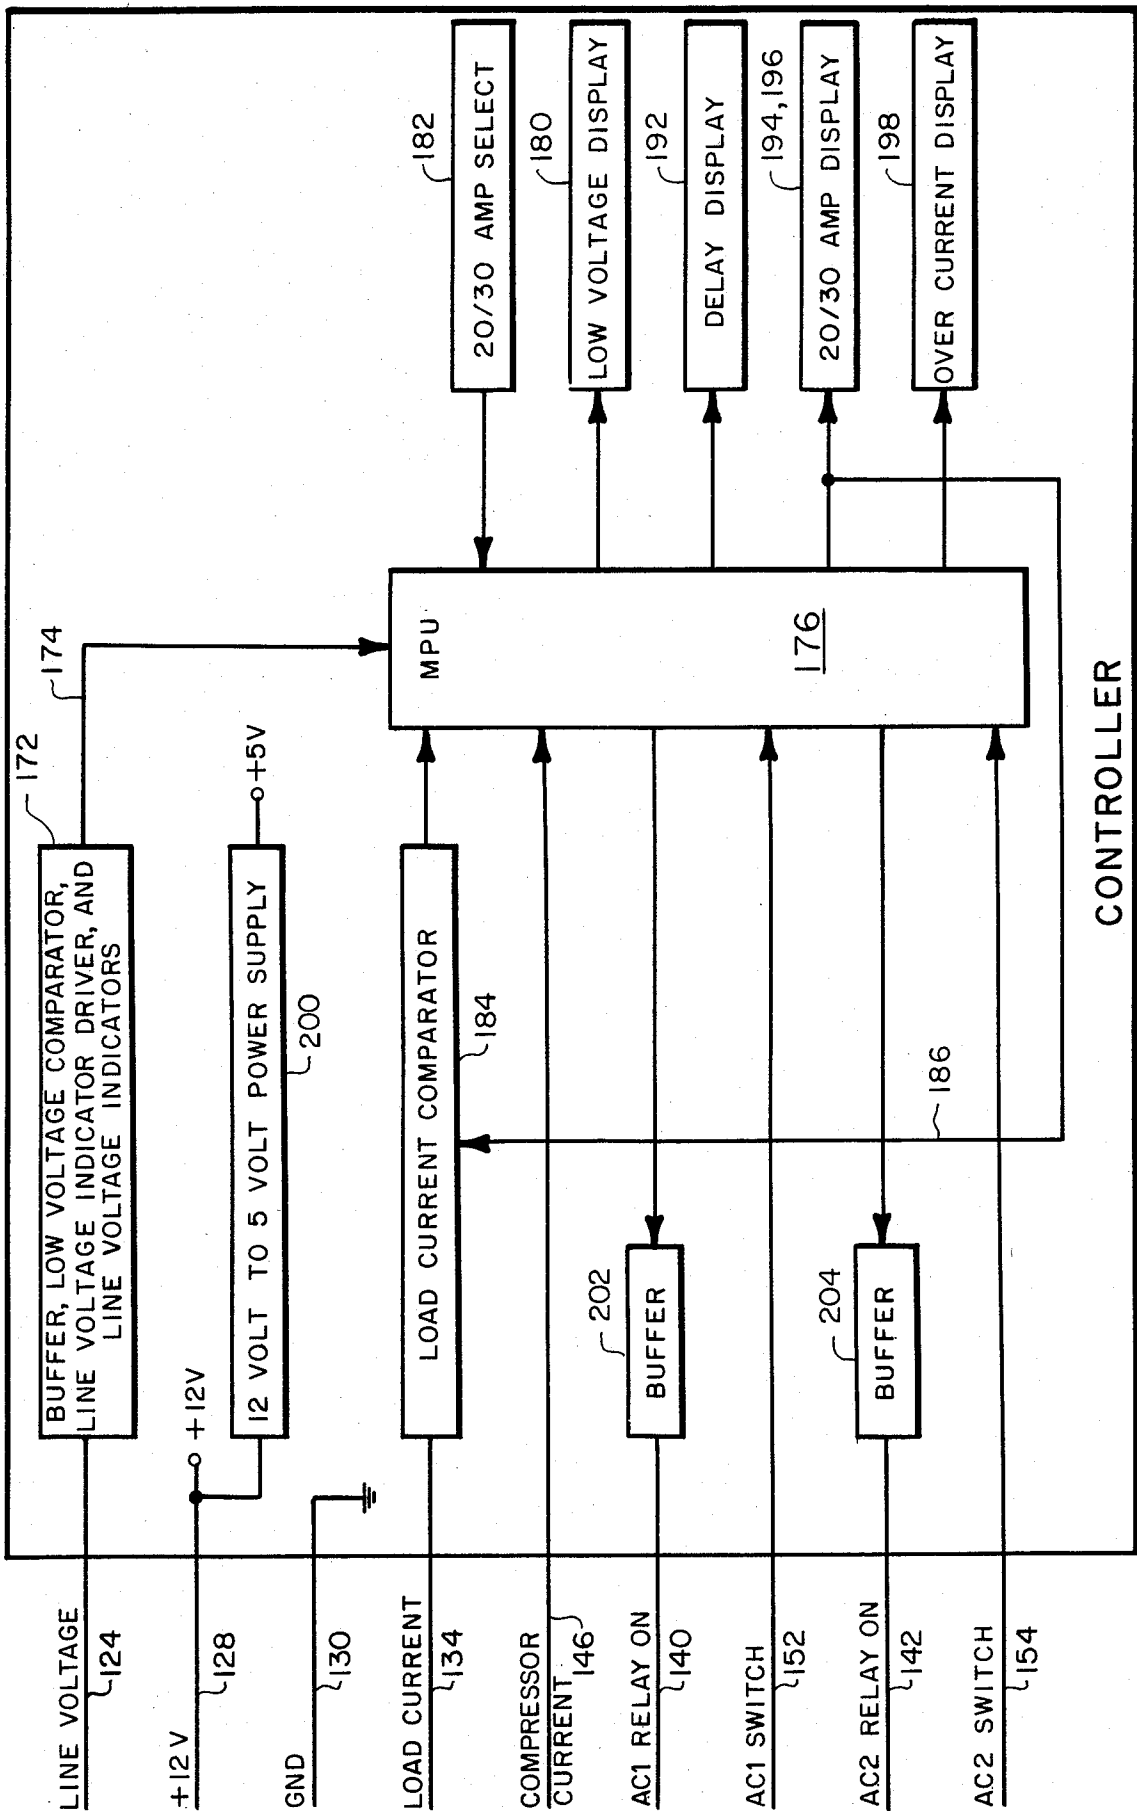 LINE VOLTAGE
124
+12V
128
GND
130
LOAD CURRENT
134
COMPRESSOR
CURRENT
146
AC1 RELAY ON
140
AC1 SWITCH
152
AC2 RELAY ON
142
AC2 SWITCH
154
BUFFER, LOW VOLTAGE COMPARATOR,
LINE VOLTAGE INDICATOR DRIVER, AND
LINE VOLTAGE INDICATORS
172
174
+12V
12 VOLT TO 5 VOLT POWER SUPPLY
200
+5V
LOAD CURRENT COMPARATOR
184
186
202
BUFFER
204
BUFFER
MPU
176
20/30 AMP SELECT
182
LOW VOLTAGE DISPLAY
180
DELAY DISPLAY
192
20/30 AMP DISPLAY
194,196
OVER CURRENT DISPLAY
198
CONTROLLER